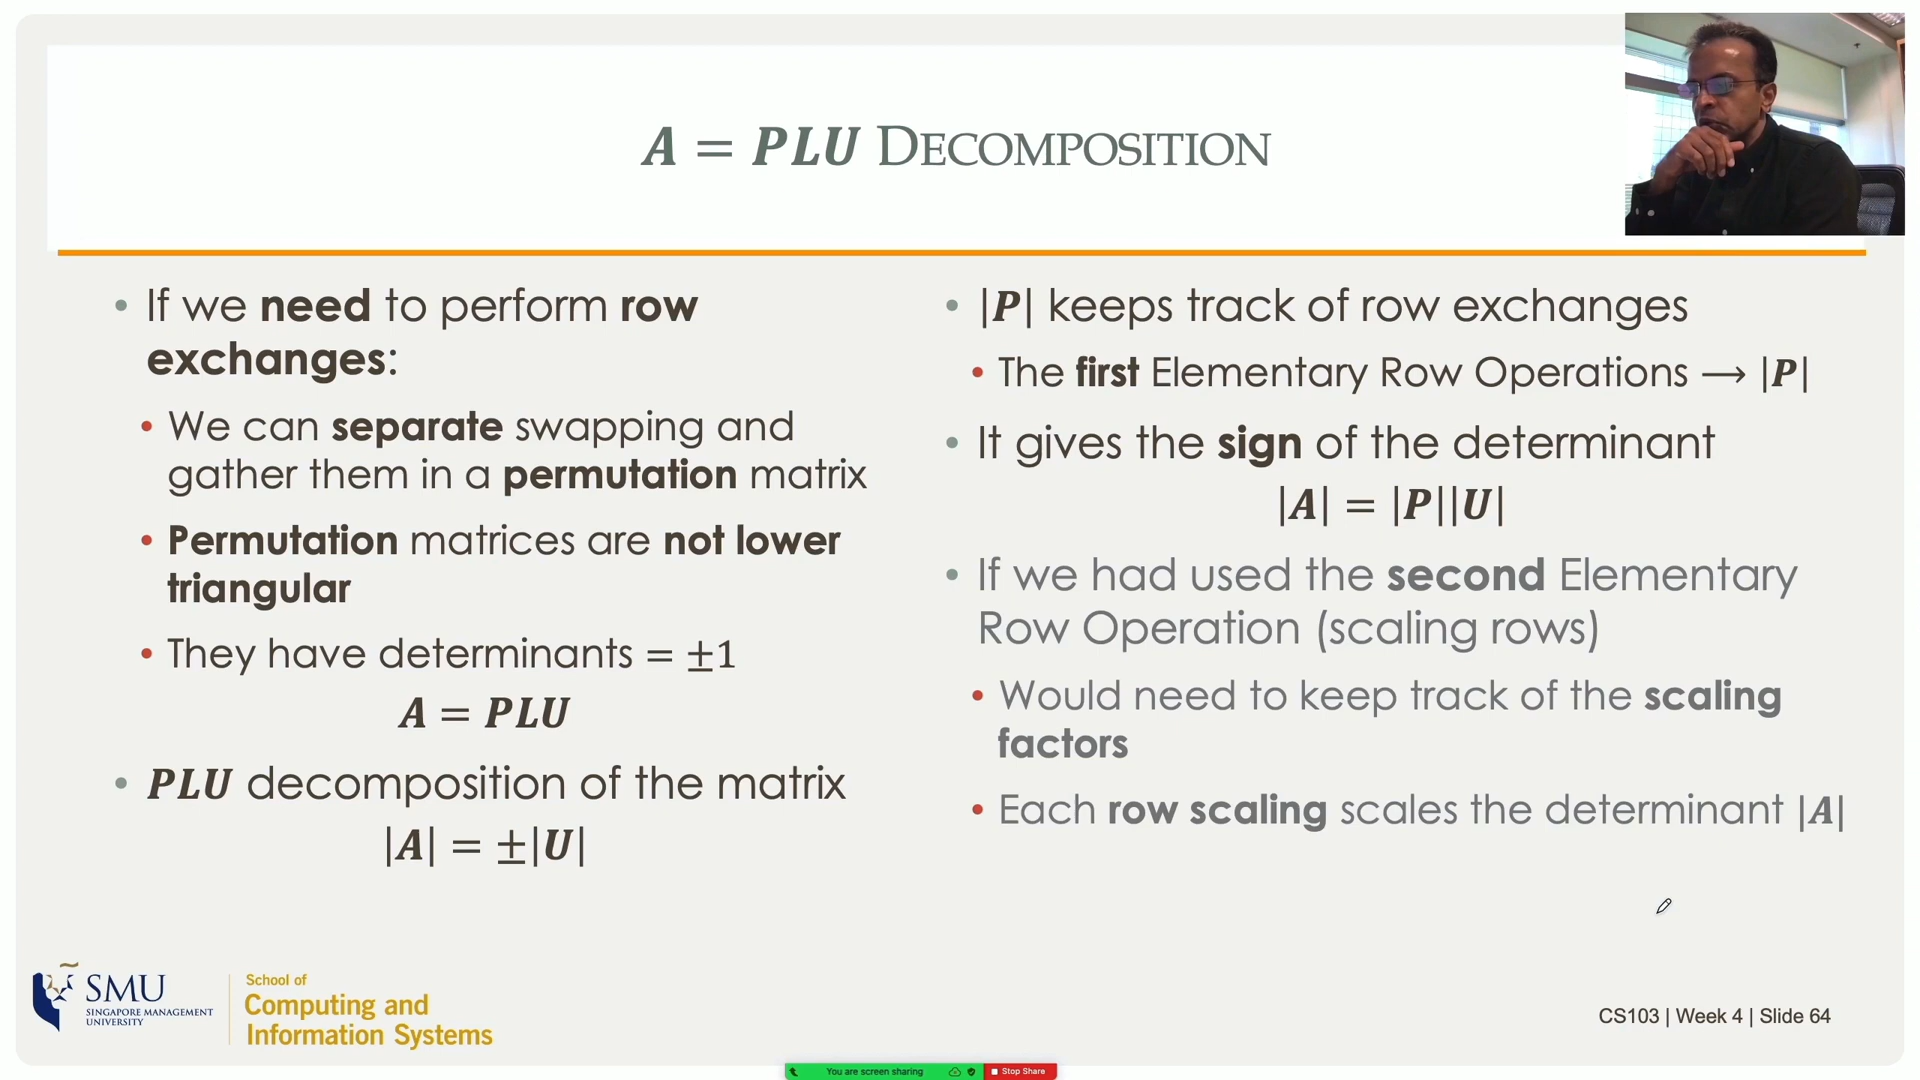 A = PLU DECOMPOSITION
• If we need to perform row
exchanges:
• We can separate swapping and
gather them in a permutation matrix
• Permutation matrices are not lower
triangular
• They have determinants = ±1
A = PLU
• PLU decomposition of the matrix
|A| = ±|U|
• |P| keeps track of row exchanges
• The first Elementary Row Operations ⟶ |P|
• It gives the sign of the determinant
|A| = |P||U|
• If we had used the second Elementary
Row Operation (scaling rows)
• Would need to keep track of the scaling
factors
• Each row scaling scales the determinant |A|
SMU
SINGAPORE MANAGEMENT
UNIVERSITY
School of
Computing and
Information Systems
CS103 | Week 4 | Slide 64
You are screen sharing
Stop Share